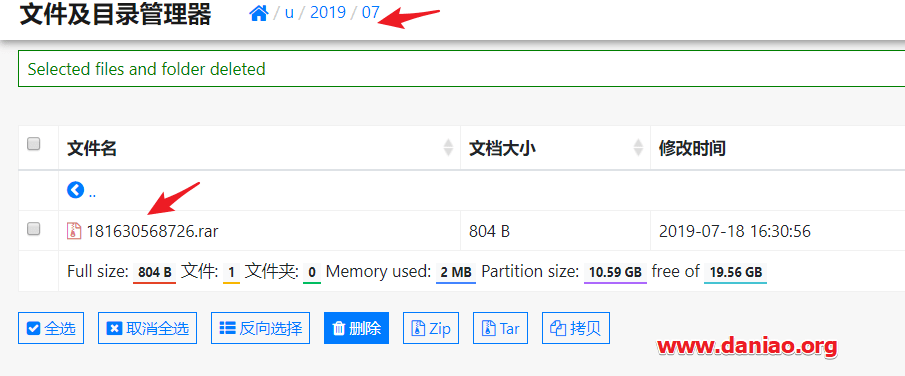 文件及目录管理器 / u / 2019 / 07
Selected files and folder deleted
文件名 文档大小 修改时间
..
181630568726.rar 804 B 2019-07-18 16:30:56
Full size: 804 B 文件: 1 文件夹: 0 Memory used: 2 MB Partition size: 10.59 GB free of 19.56 GB
全选 取消全选 反向选择 删除 Zip Tar 拷贝
www.daniao.org